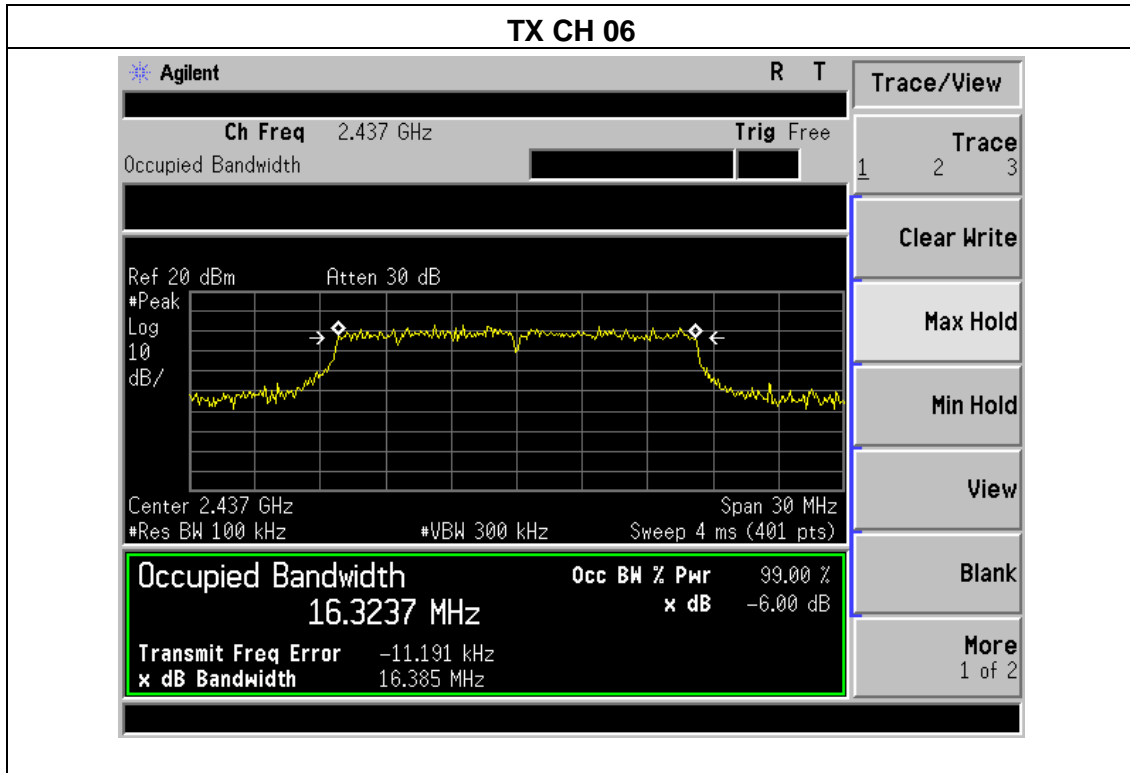 TX CH 06
Agilent R T
Ch Freq 2.437 GHz Trig Free
Occupied Bandwidth
Ref 20 dBm Atten 30 dB
#Peak
Log
10
dB/
Center 2.437 GHz Span 30 MHz
#Res BW 100 kHz #VBW 300 kHz Sweep 4 ms (401 pts)
Occupied Bandwidth Occ BW % Pwr 99.00 %
16.3237 MHz x dB -6.00 dB
Transmit Freq Error -11.191 kHz
x dB Bandwidth 16.385 MHz
Trace/View
Trace
1 2 3
Clear Write
Max Hold
Min Hold
View
Blank
More
1 of 2